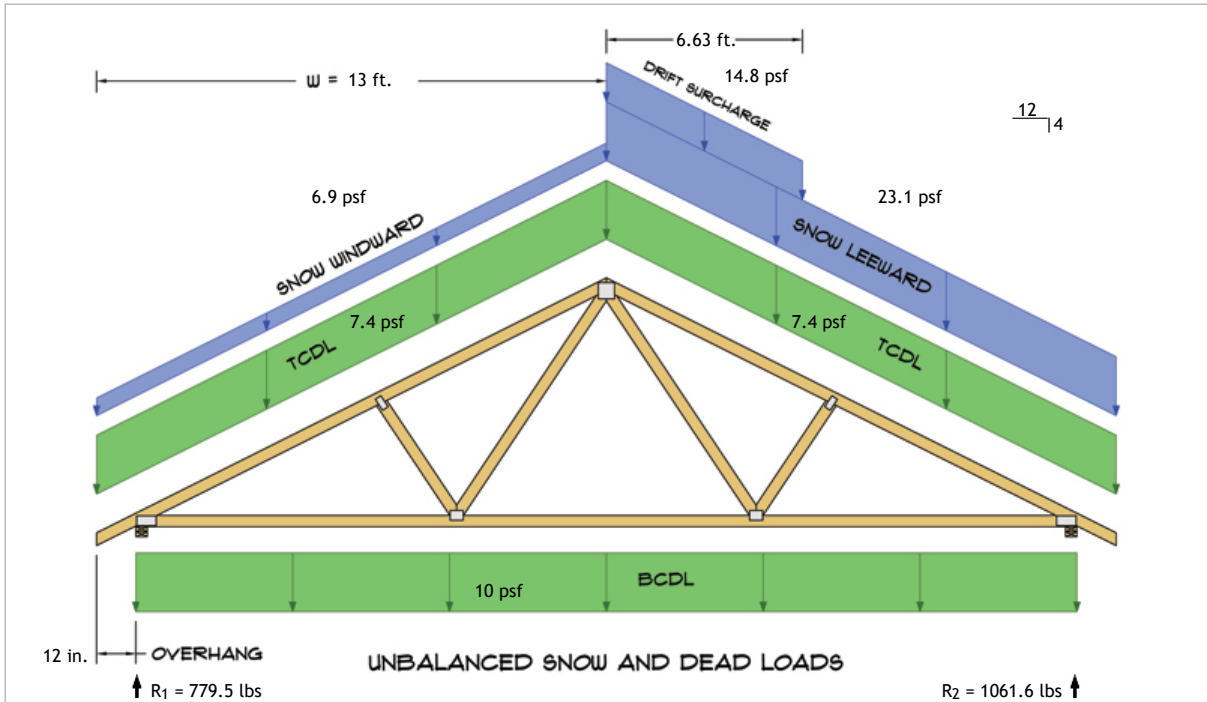 6.63 ft.
W = 13 ft.
DRIFT SURCHARGE
14.8 psf
12
4
6.9 psf
23.1 psf
SNOW WINDWARD
SNOW LEEWARD
7.4 psf
7.4 psf
TCDL
TCDL
10 psf
BCDL
12 in.
OVERHANG
UNBALANCED SNOW AND DEAD LOADS
R1 = 779.5 lbs
R2 = 1061.6 lbs